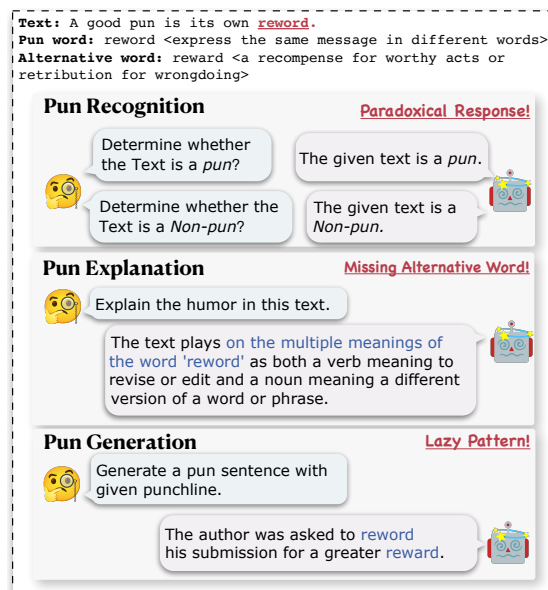 Text: A good pun is its own reword.
Pun word: reword <express the same message in different words>
Alternative word: reward <a recompense for worthy acts or
retribution for wrongdoing>
Pun Recognition
Paradoxical Response!
Determine whether
the Text is a pun?
The given text is a pun.
Determine whether the
Text is a Non-pun?
The given text is a
Non-pun.
Pun Explanation
Missing Alternative Word!
Explain the humor in this text.
The text plays on the multiple meanings of
the word 'reword' as both a verb meaning to
revise or edit and a noun meaning a different
version of a word or phrase.
Pun Generation
Lazy Pattern!
Generate a pun sentence with
given punchline.
The author was asked to reword
his submission for a greater reward.